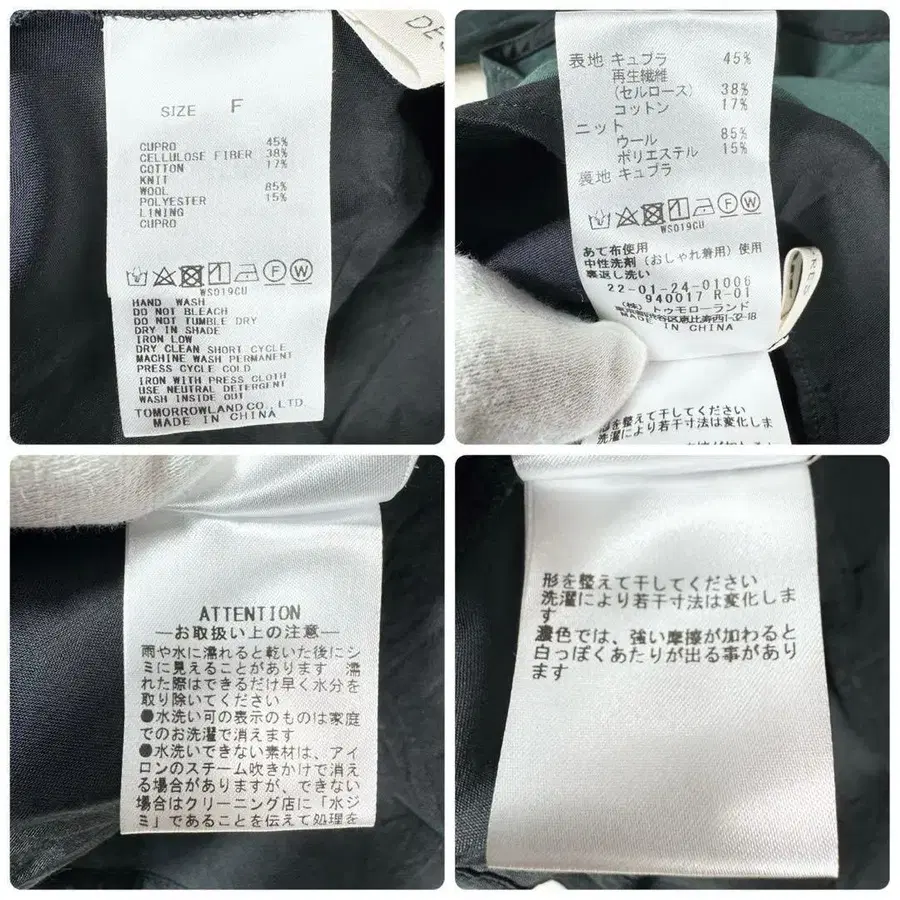 SIZE F
CUPRO 45%
CELLULOSE FIBER 38%
COTTON 17%
KNIT
WOOL 85%
POLYESTER 15%
LINING
CUPRO
WS019CU
HAND WASH
DO NOT BLEACH
DO NOT TUMBLE DRY
DRY IN SHADE
IRON LOW
DRY CLEAN SHORT CYCLE
MACHINE WASH PERMANENT
PRESS CYCLE COLD
IRON WITH PRESS CLOTH
USE NEUTRAL DETERGENT
WASH INSIDE OUT
TOMORROWLAND CO., LTD.
MADE IN CHINA
表地 キュプラ 45%
再生繊維
(セルロース) 38%
コットン 17%
ニット
ウール 85%
ポリエステル 15%
裏地 キュプラ
WS019CU
あて布使用
中性洗剤(おしゃれ着用)使用
裏返し洗い
22-01-24-01006
940017 R-01
(株)トゥモローランド
東京都渋谷区恵比寿西1-32-18
MADE IN CHINA
形を整えて干してください
洗濯により若干寸法は変化しま
ATTENTION
―お取扱い上の注意―
雨や水に濡れると乾いた後にシ
ミに見えることがあります 濡
れた際はできるだけ早く水分を
取り除いてください
●水洗い可の表示のものは家庭
でのお洗濯で消えます
●水洗いできない素材は、アイ
ロンのスチーム吹きかけで消え
る場合がありますが、できない
場合はクリーニング店に「水ジ
ミ」であることを伝えて処理を
形を整えて干してください
洗濯により若干寸法は変化しま
す
濃色では、強い摩擦が加わると
白っぽくあたりが出る事があり
ます